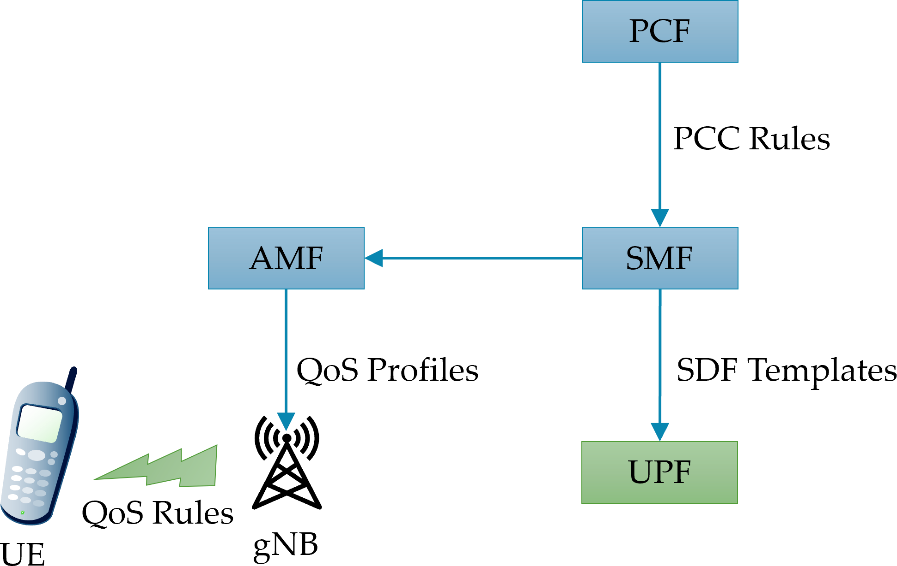 PCF
PCC Rules
AMF
SMF
QoS Profiles
SDF Templates
UPF
QoS Rules
UE
gNB